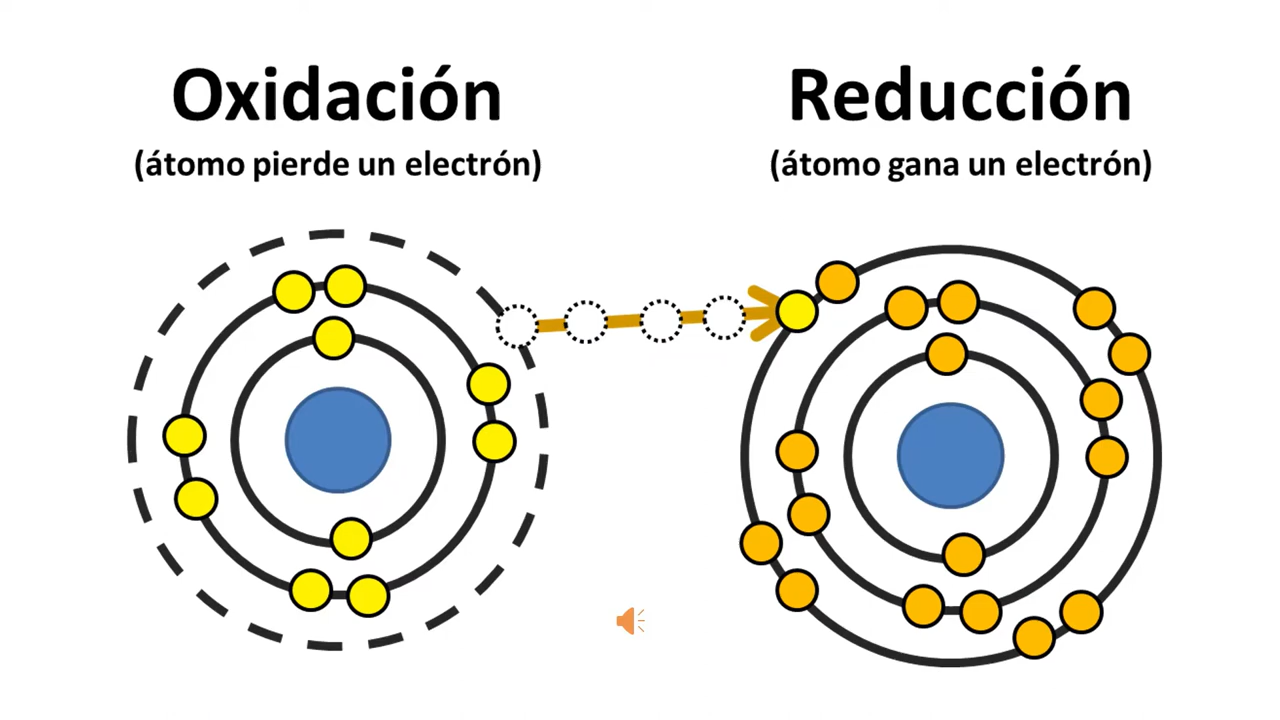 Oxidación
(átomo pierde un electrón)
Reducción
(átomo gana un electrón)